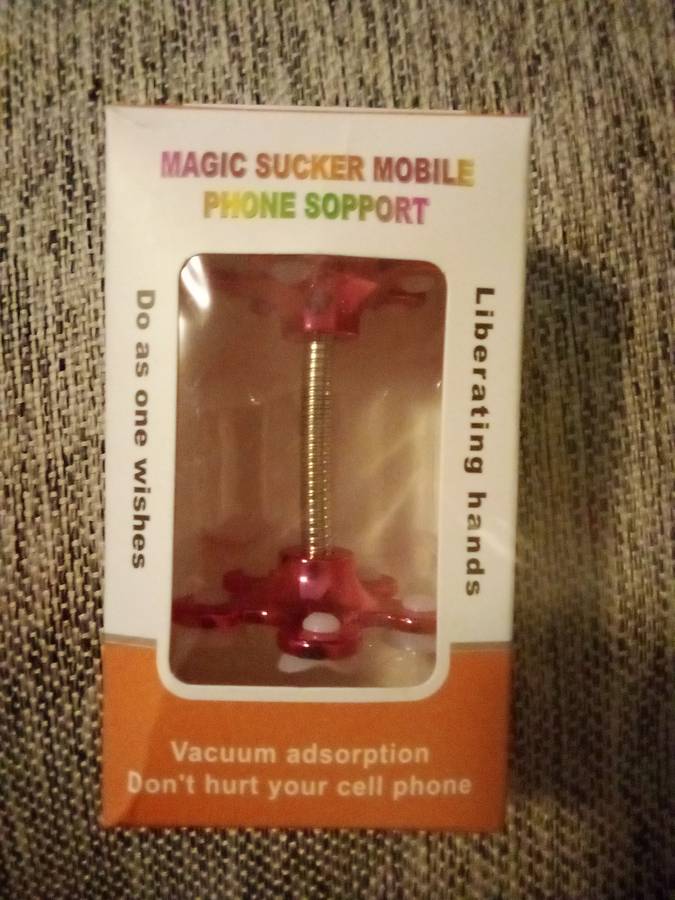 MAGIC SUCKER MOBILE
PHONE SOPPORT
Do as one wishes
Liberating hands
Vacuum adsorption
Don't hurt your cell phone